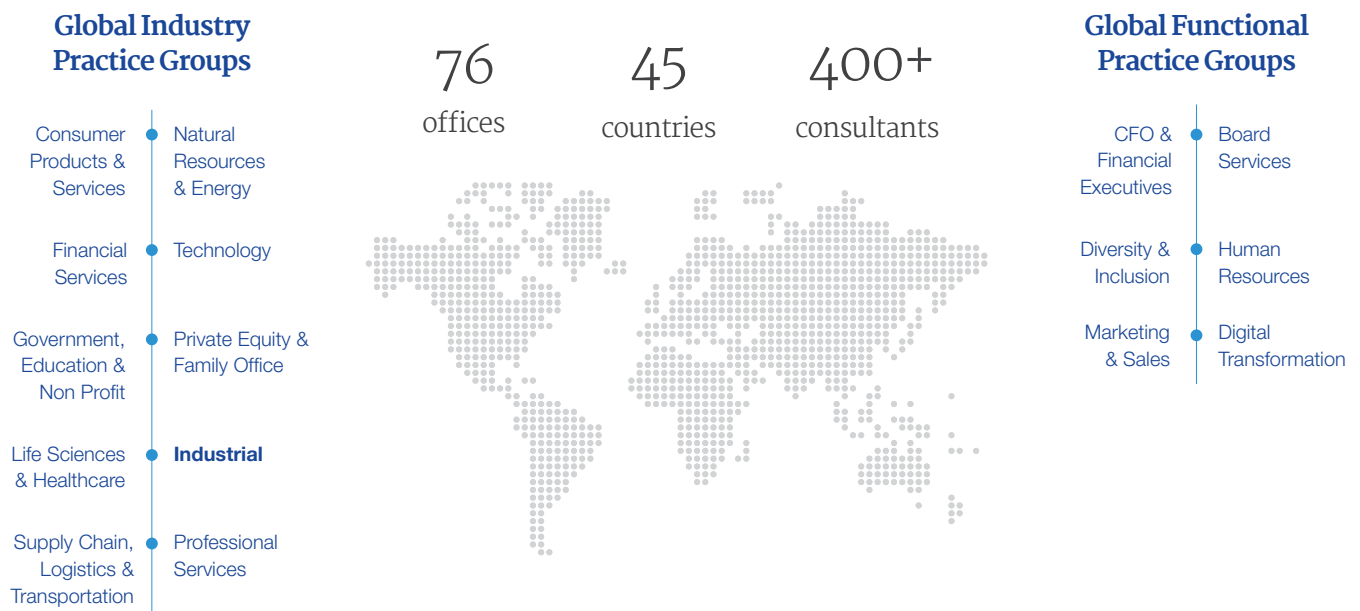 Global Industry
Practice Groups
Consumer
Products &
Services
Natural
Resources
& Energy
Financial
Services
Technology
Government,
Education &
Non Profit
Private Equity &
Family Office
Life Sciences
& Healthcare
Industrial
Supply Chain,
Logistics &
Transportation
Professional
Services
76
offices
45
countries
400+
consultants
Global Functional
Practice Groups
CFO &
Financial
Executives
Board
Services
Diversity &
Inclusion
Human
Resources
Marketing
& Sales
Digital
Transformation